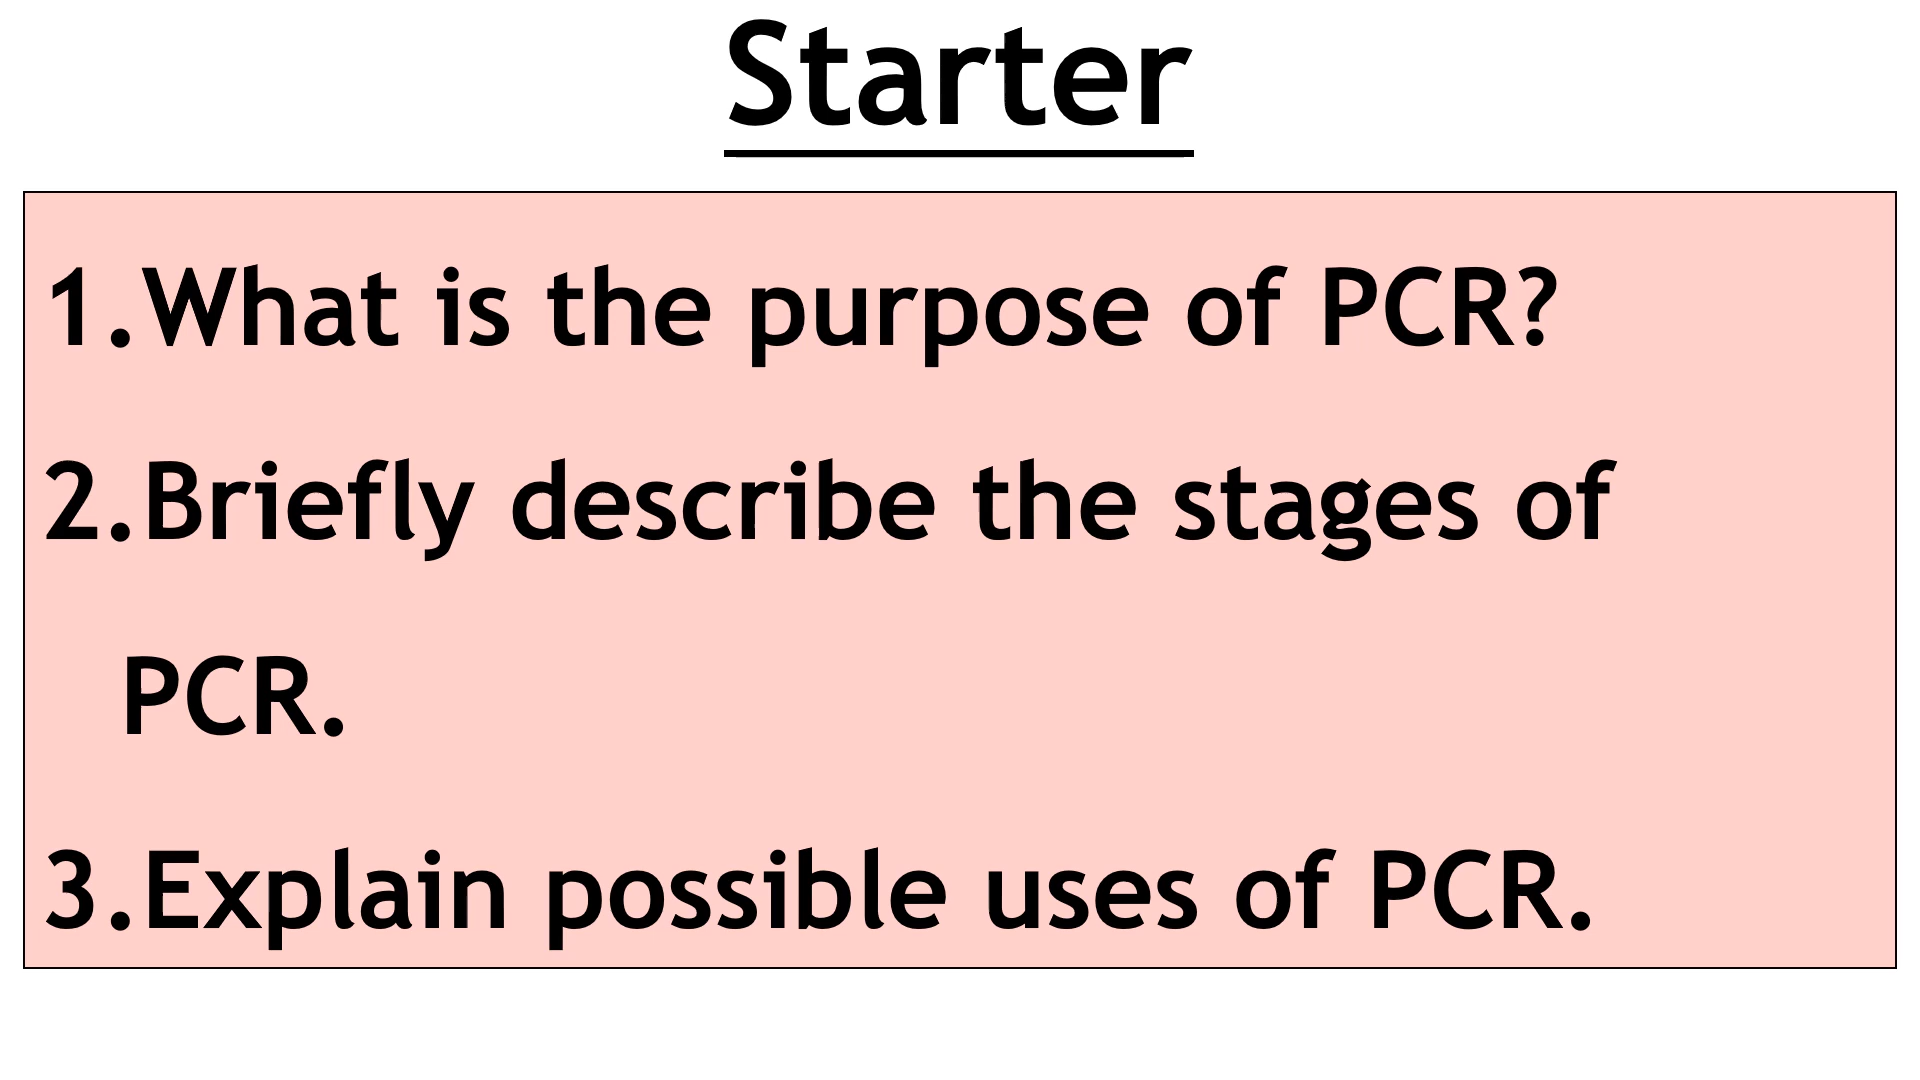 Starter
1.What is the purpose of PCR?
2.Briefly describe the stages of
PCR.
3.Explain possible uses of PCR.